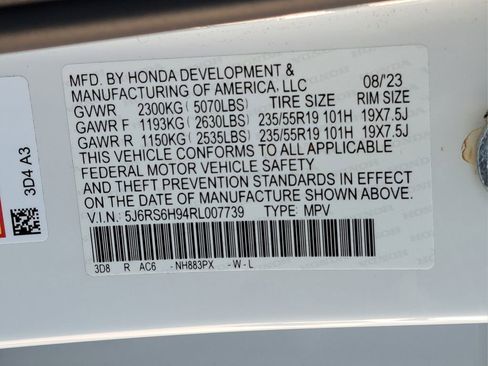 MFD. BY HONDA DEVELOPMENT &
MANUFACTURING OF AMERICA, LLC 08/'23
GVWR 2300KG (5070LBS) TIRE SIZE RIM SIZE
GAWR F 1193KG (2630LBS) 235/55R19 101H 19X7.5J
GAWR R 1150KG (2535LBS) 235/55R19 101H 19X7.5J
THIS VEHICLE CONFORMS TO ALL APPLICABLE
FEDERAL MOTOR VEHICLE SAFETY
AND THEFT PREVENTION STANDARDS IN EFFECT
ON THE DATE OF MANUFACTURE SHOWN ABOVE.
V.I.N.: 5J6RS6H94RL007739 TYPE: MPV
3D8 R AC6 -NH883PX -W-L
3D4 A3